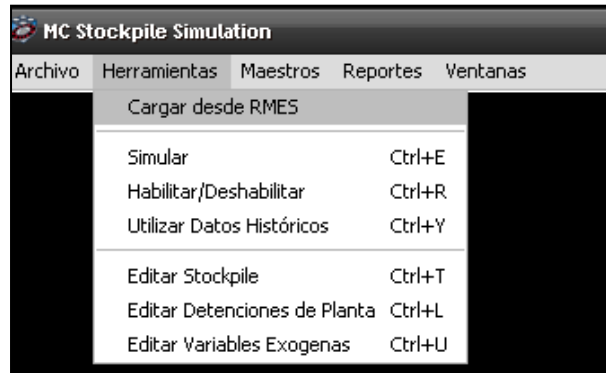 MC Stockpile Simulation
Archivo Herramientas Maestros Reportes Ventanas
Cargar desde RMES
Simular Ctrl+E
Habilitar/Deshabilitar Ctrl+R
Utilizar Datos Históricos Ctrl+Y
Editar Stockpile Ctrl+T
Editar Detenciones de Planta Ctrl+L
Editar Variables Exogenas Ctrl+U